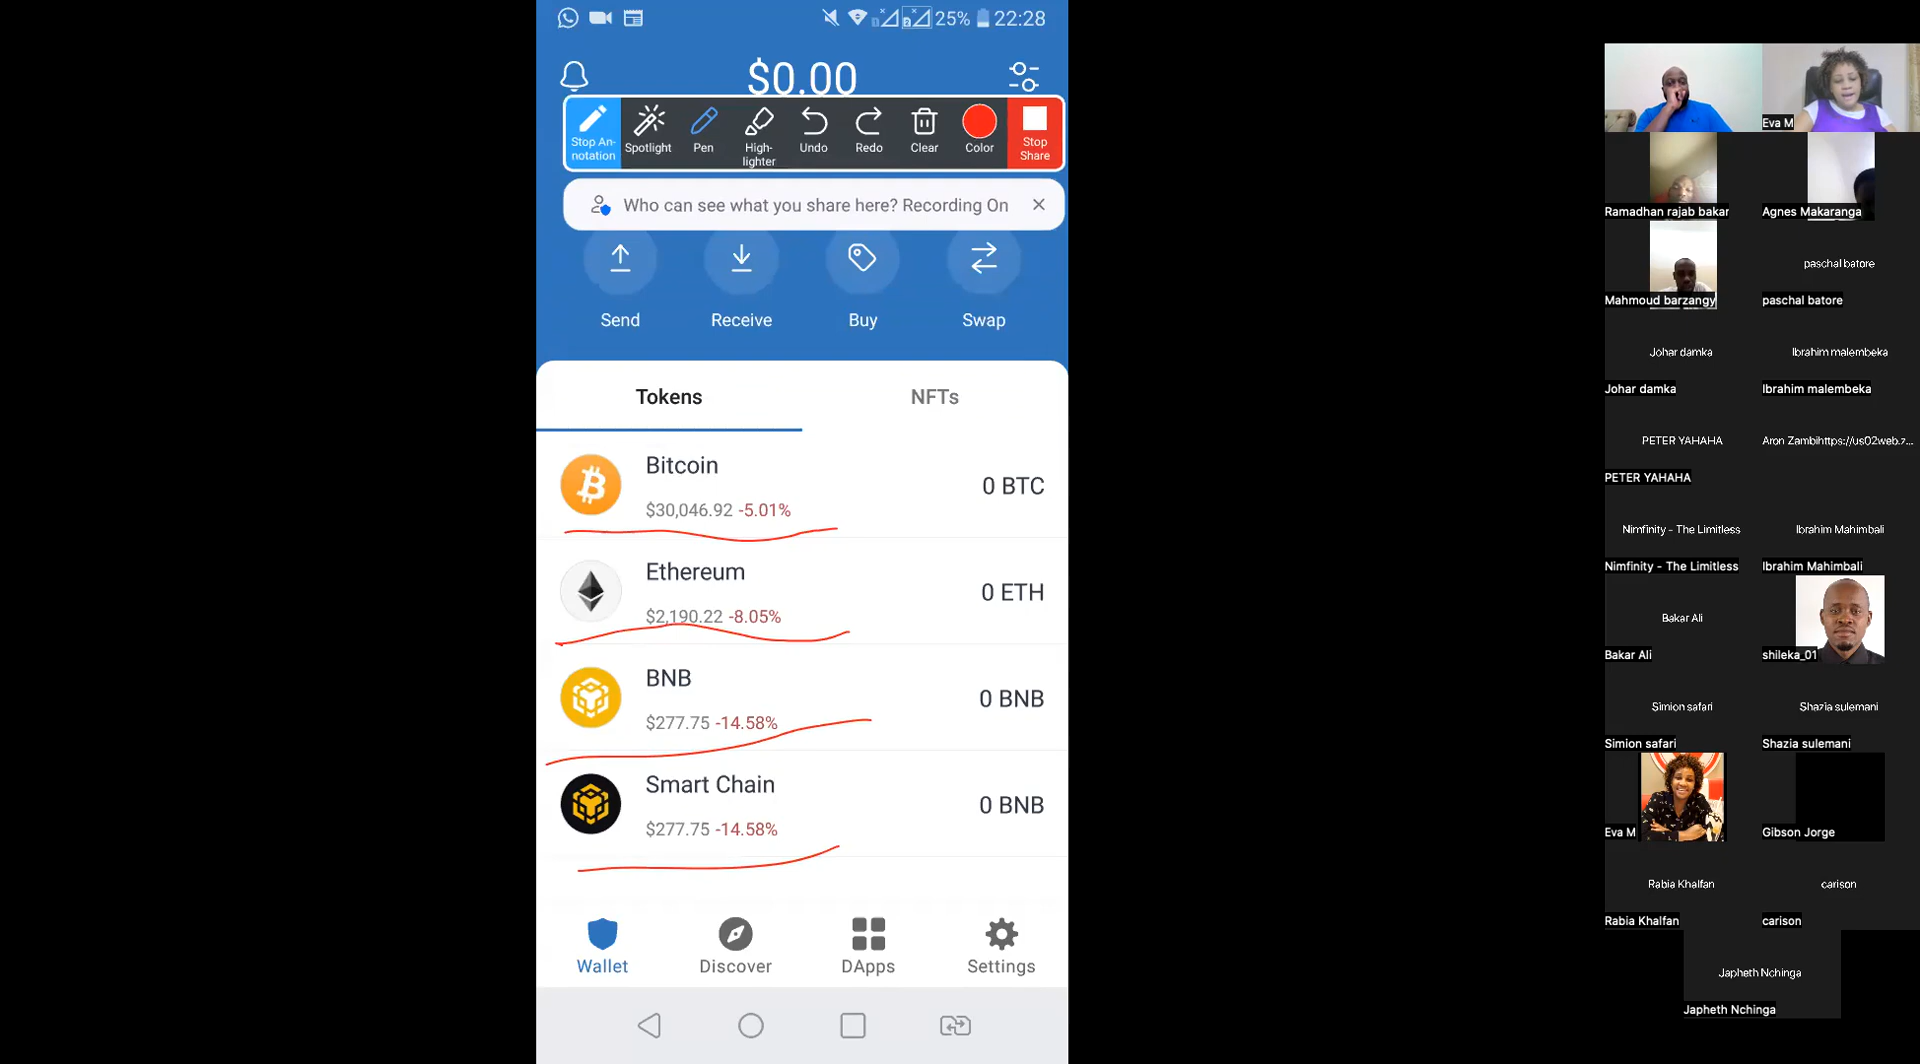 25% 22:28
$0.00
Stop An-
notation
Spotlight
Pen
High-
lighter
Undo
Redo
Clear
Color
Stop
Share
Who can see what you share here? Recording On
Send
Receive
Buy
Swap
Tokens
NFTs
Bitcoin
$30,046.92 -5.01%
0 BTC
Ethereum
$2,190.22 -8.05%
0 ETH
BNB
$277.75 -14.58%
0 BNB
Smart Chain
$277.75 -14.58%
0 BNB
Wallet
Discover
DApps
Settings
Eva M
Ramadhan rajab bakar
Agnes Makaranga
Mahmoud barzangy
paschal batore
paschal batore
Johar damka
Ibrahim malembeka
Johar damka
Ibrahim malembeka
PETER YAHAHA
Aron Zambihttps://us02web.z...
PETER YAHAHA
Nimfinity - The Limitless
Ibrahim Mahimbali
Nimfinity - The Limitless
Ibrahim Mahimbali
Bakar Ali
Bakar Ali
shileka_01
Simion safari
Shazia sulemani
Simion safari
Shazia sulemani
Eva M
Gibson Jorge
Rabia Khalfan
carison
Rabia Khalfan
carison
Japheth Nchinga
Japheth Nchinga